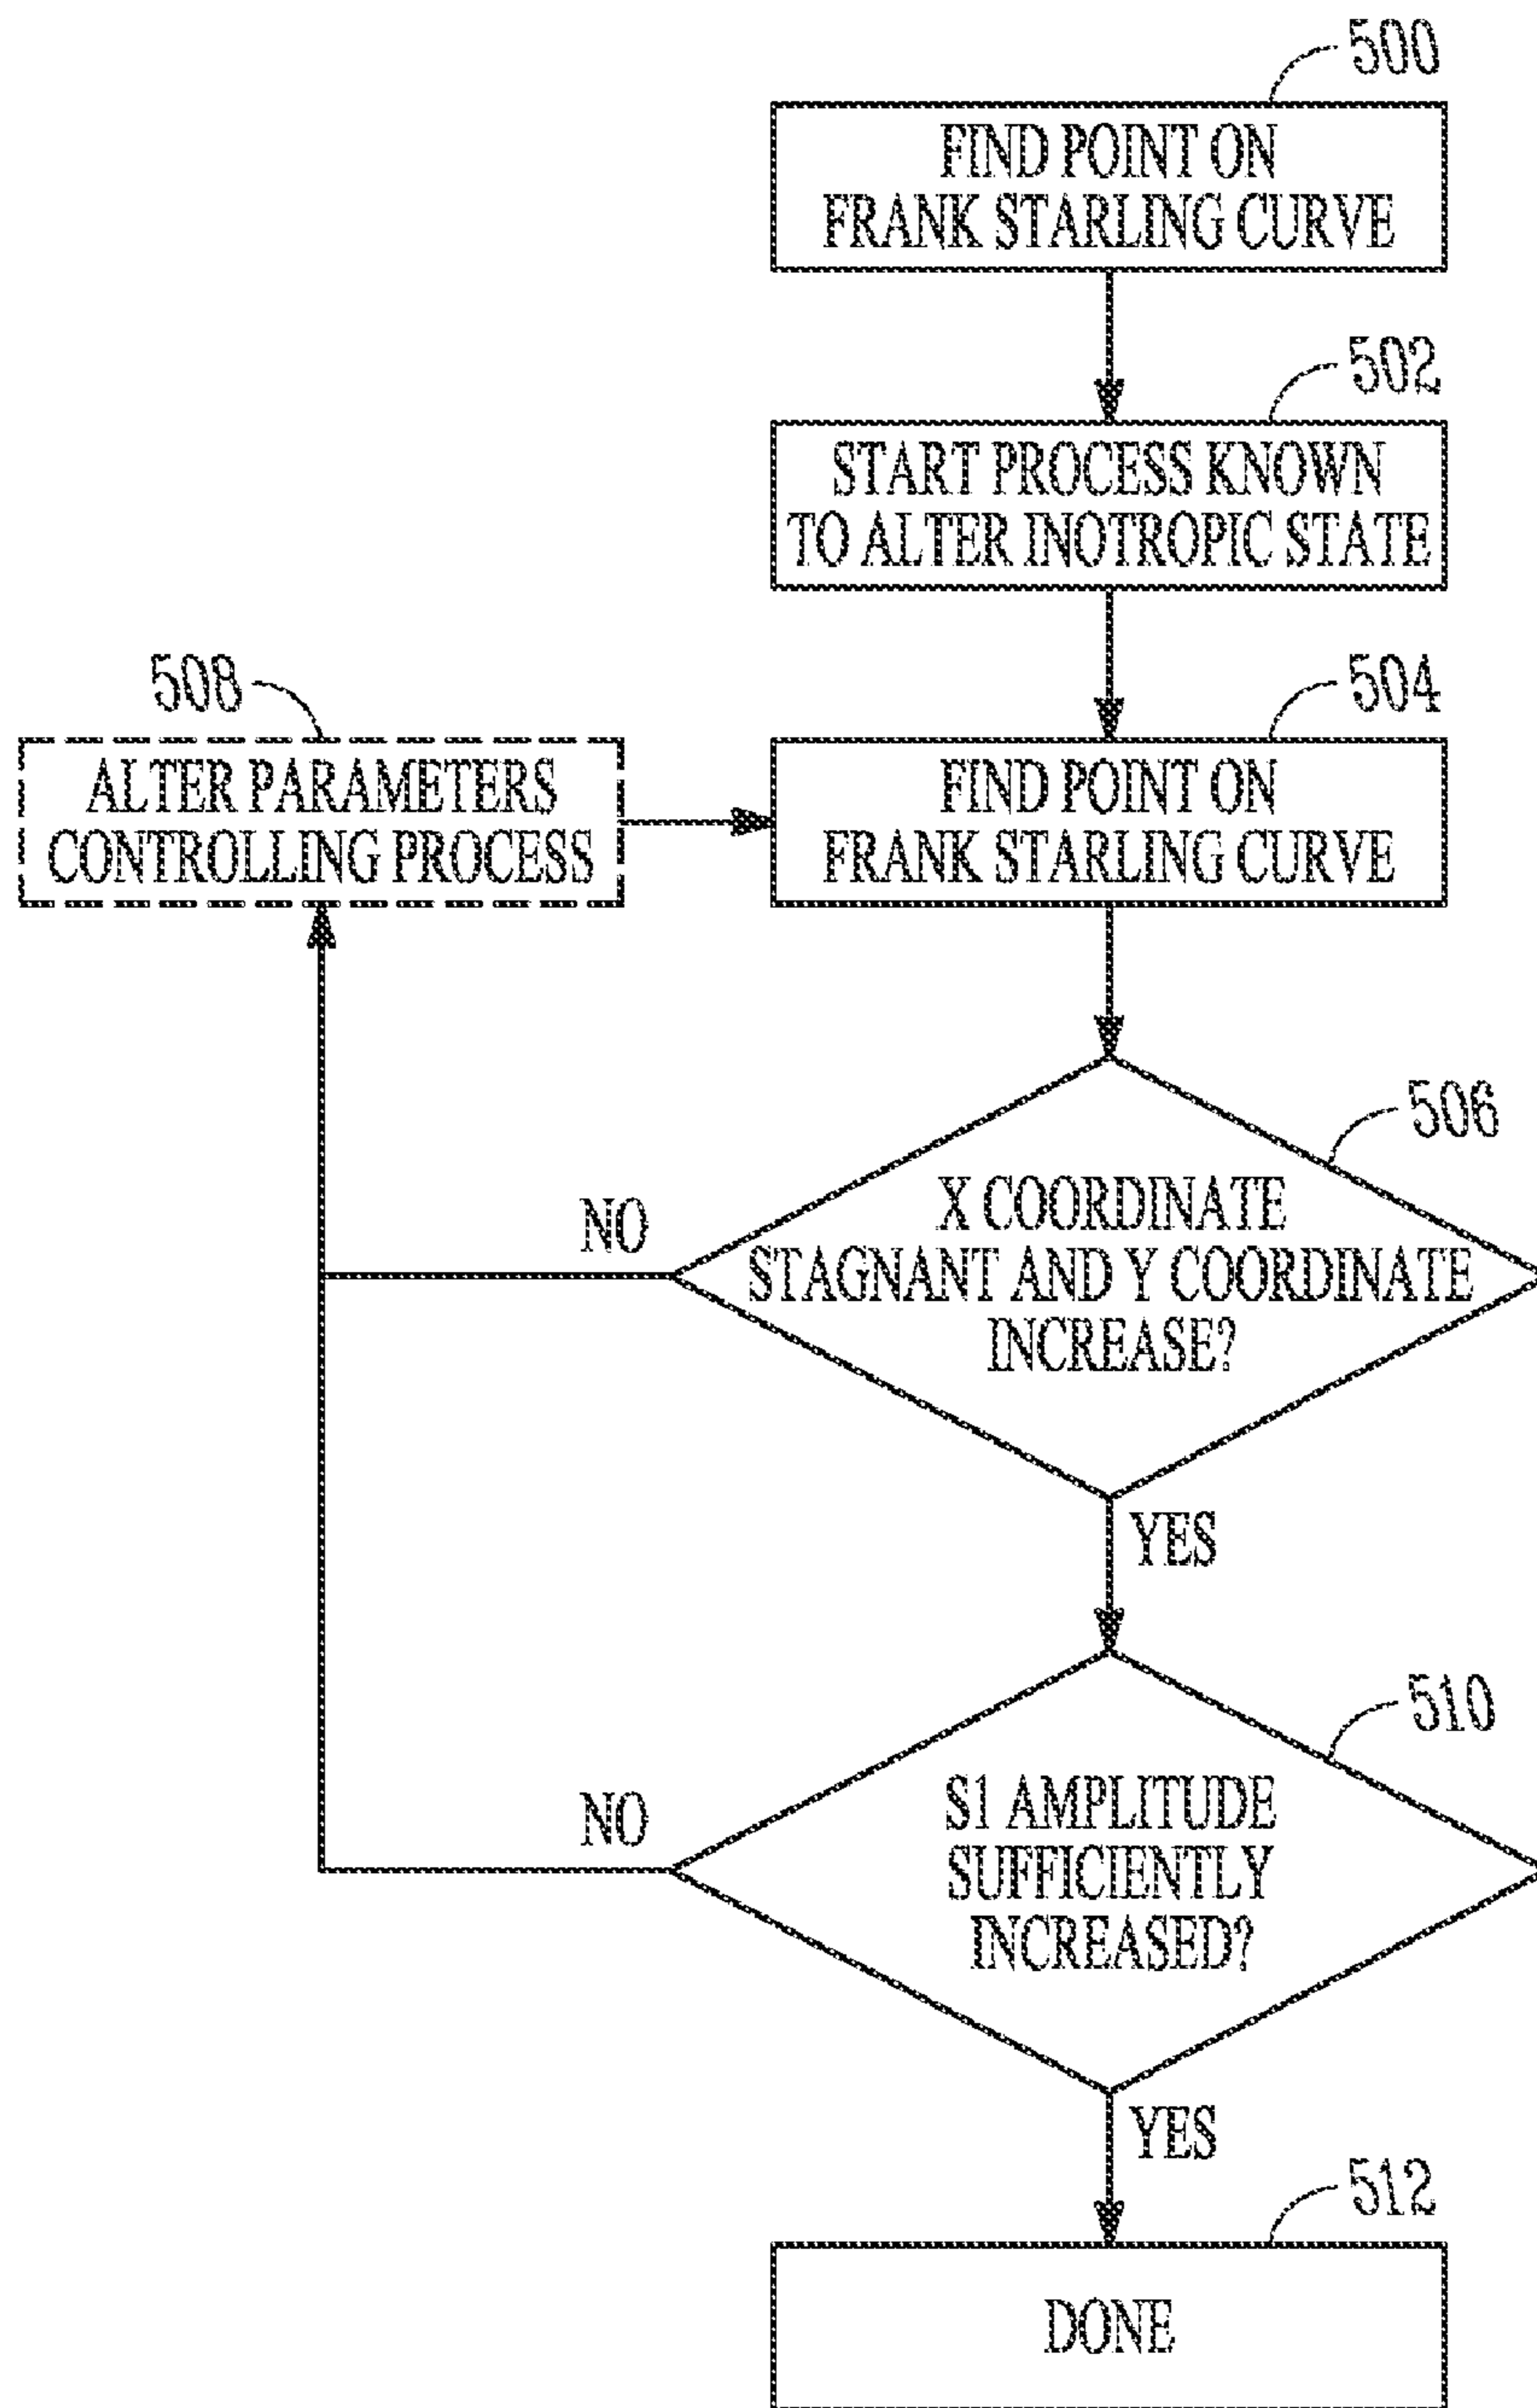 500
FIND POINT ON
FRANK STARLING CURVE
502
START PROCESS KNOWN
TO ALTER INOTROPIC STATE
508
ALTER PARAMETERS
CONTROLLING PROCESS
504
FIND POINT ON
FRANK STARLING CURVE
506
X COORDINATE
STAGNANT AND Y COORDINATE
INCREASE?
NO
YES
510
S1 AMPLITUDE
SUFFICIENTLY
INCREASED?
NO
YES
512
DONE